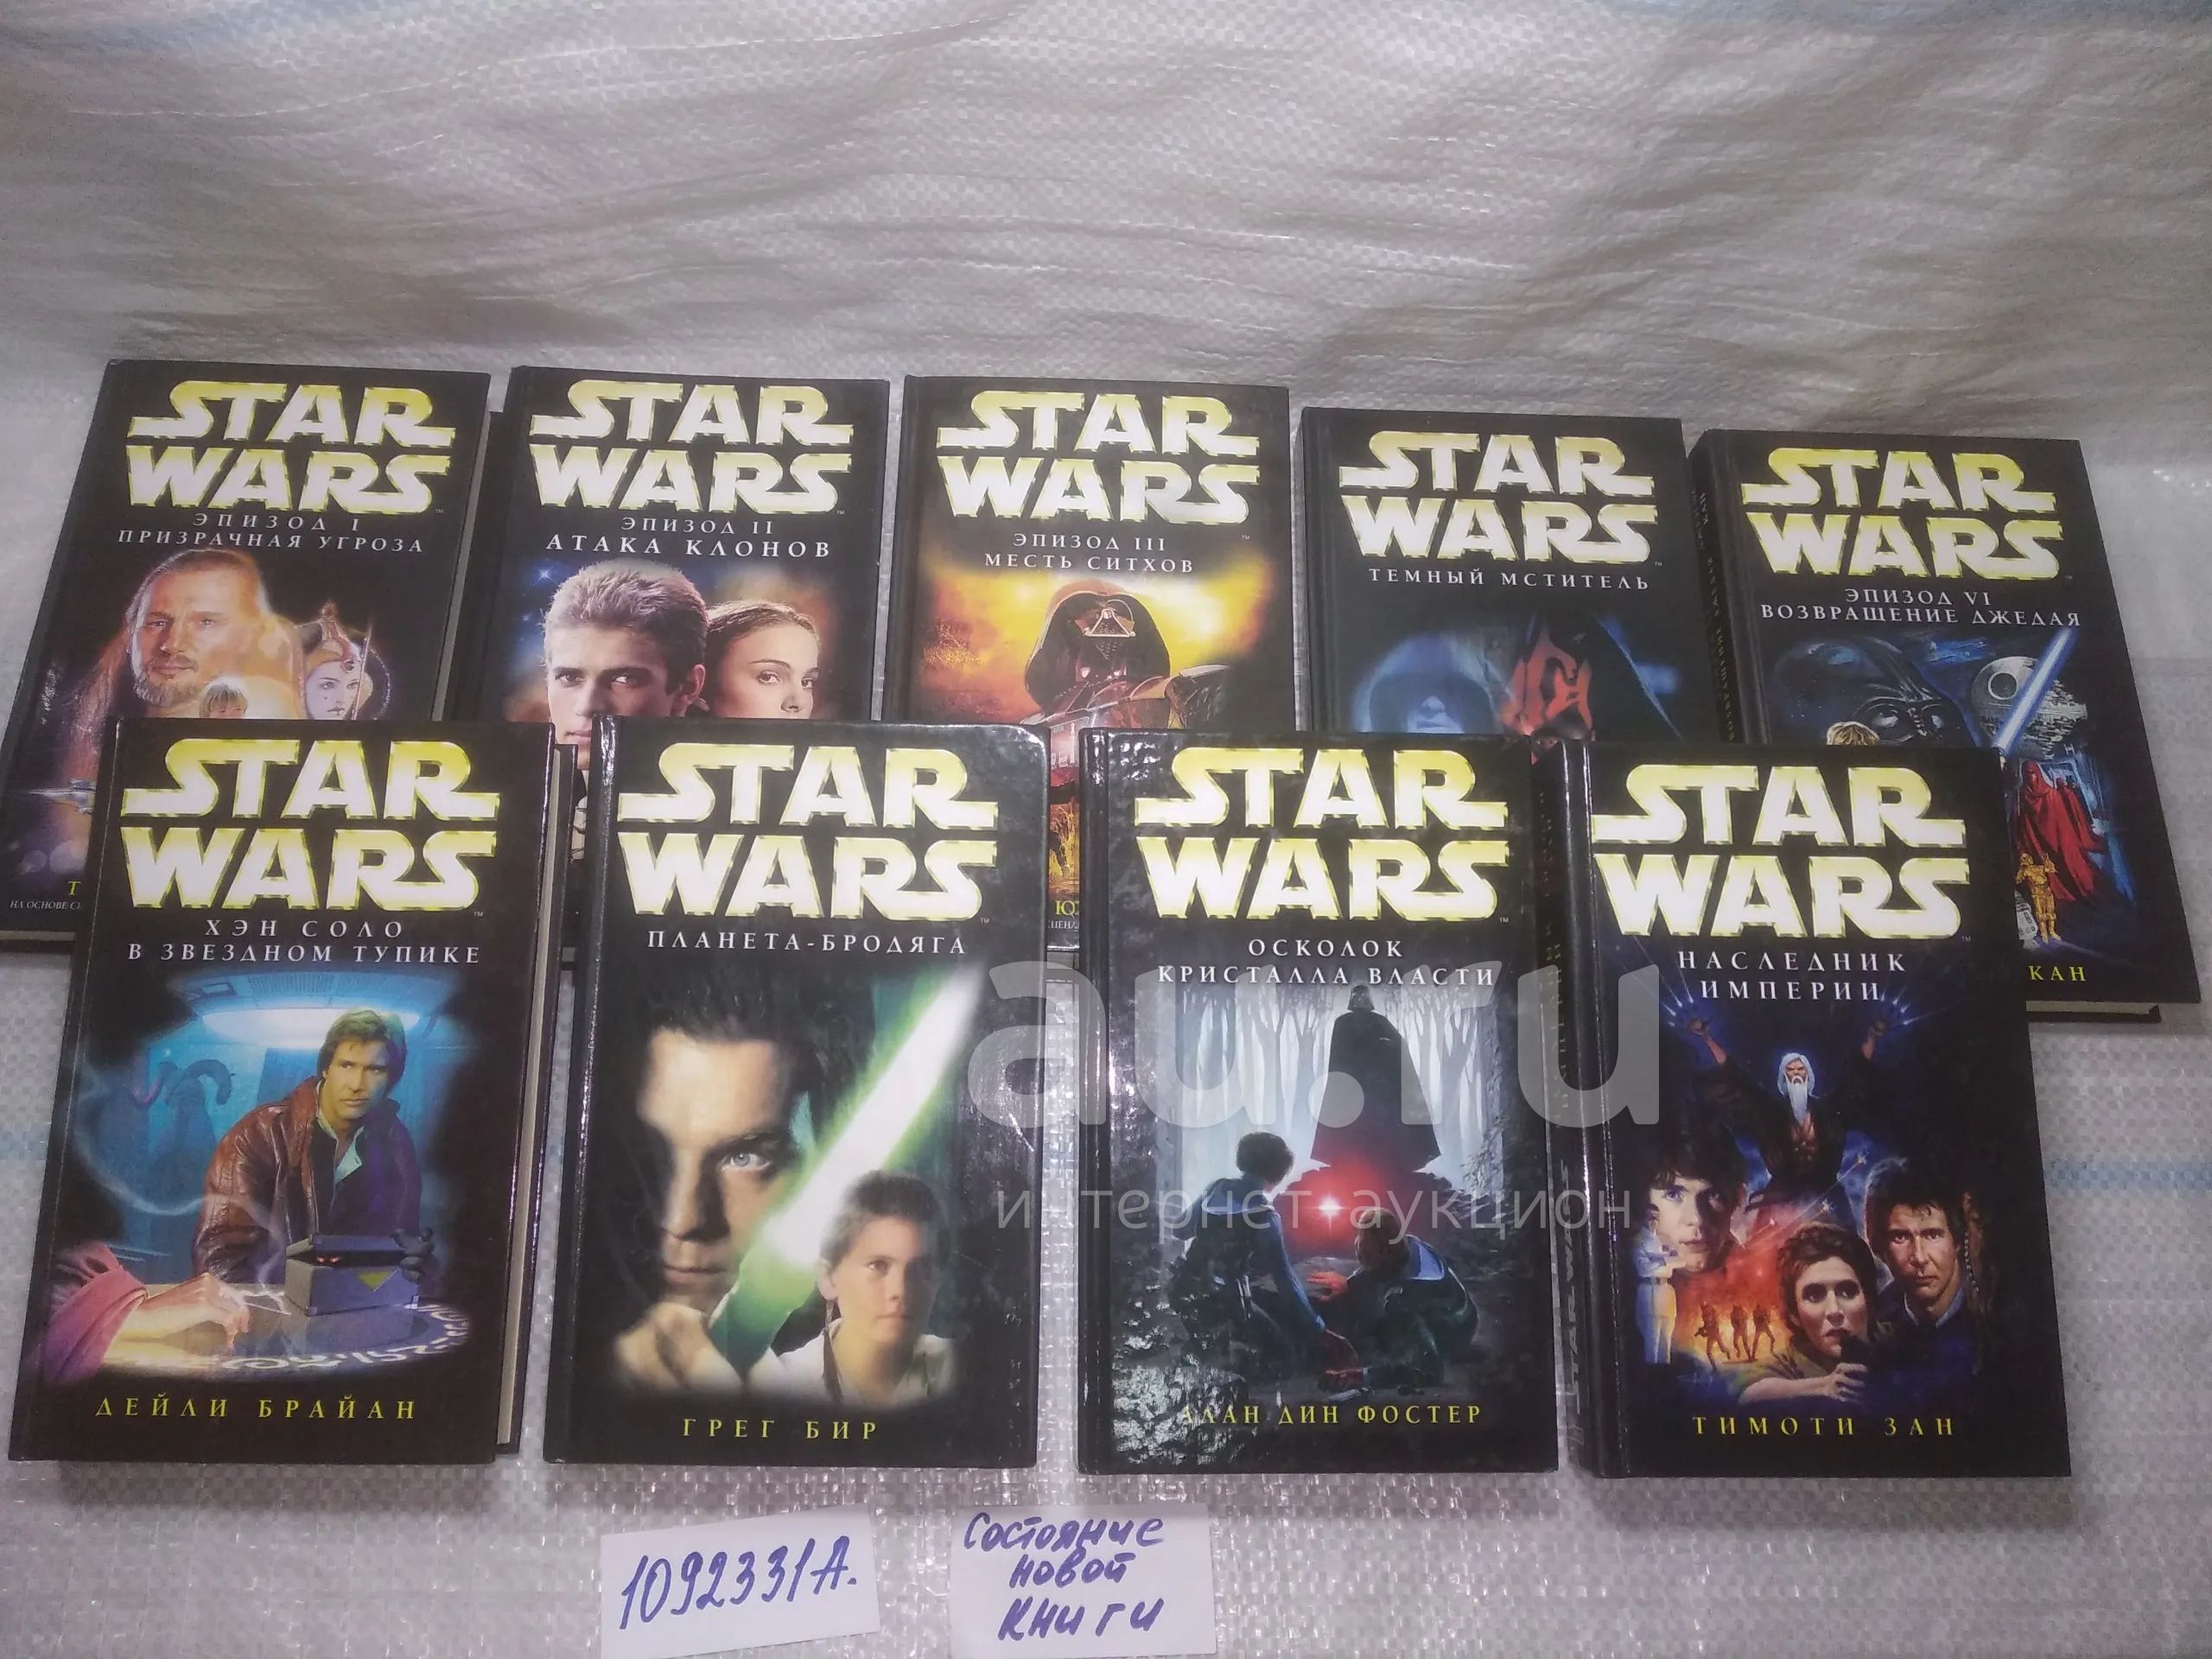 STAR
WARS
ЭПИЗОД I
ПРИЗРАЧНАЯ УГРОЗА
STAR
WARS
ЭПИЗОД II
АТАКА КЛОНОВ
STAR
WARS
ЭПИЗОД III
МЕСТЬ СИТХОВ
STAR
WARS
ТЕМНЫЙ МСТИТЕЛЬ
STAR
WARS
ЭПИЗОД VI
ВОЗВРАЩЕНИЕ ДЖЕДАЯ
КАН
STAR
WARS
ХЭН СОЛО
В ЗВЕЗДНОМ ТУПИКЕ
ДЕЙЛИ БРАЙАН
STAR
WARS
ПЛАНЕТА-БРОДЯГА
ГРЕГ БИР
STAR
WARS
ОСКОЛОК
КРИСТАЛЛА ВЛАСТИ
АЛАН ДИН ФОСТЕР
STAR
WARS
НАСЛЕДНИК
ИМПЕРИИ
ТИМОТИ ЗАН
au.ru
интернет аукцион
1092331А.
Состояние
новой
книги